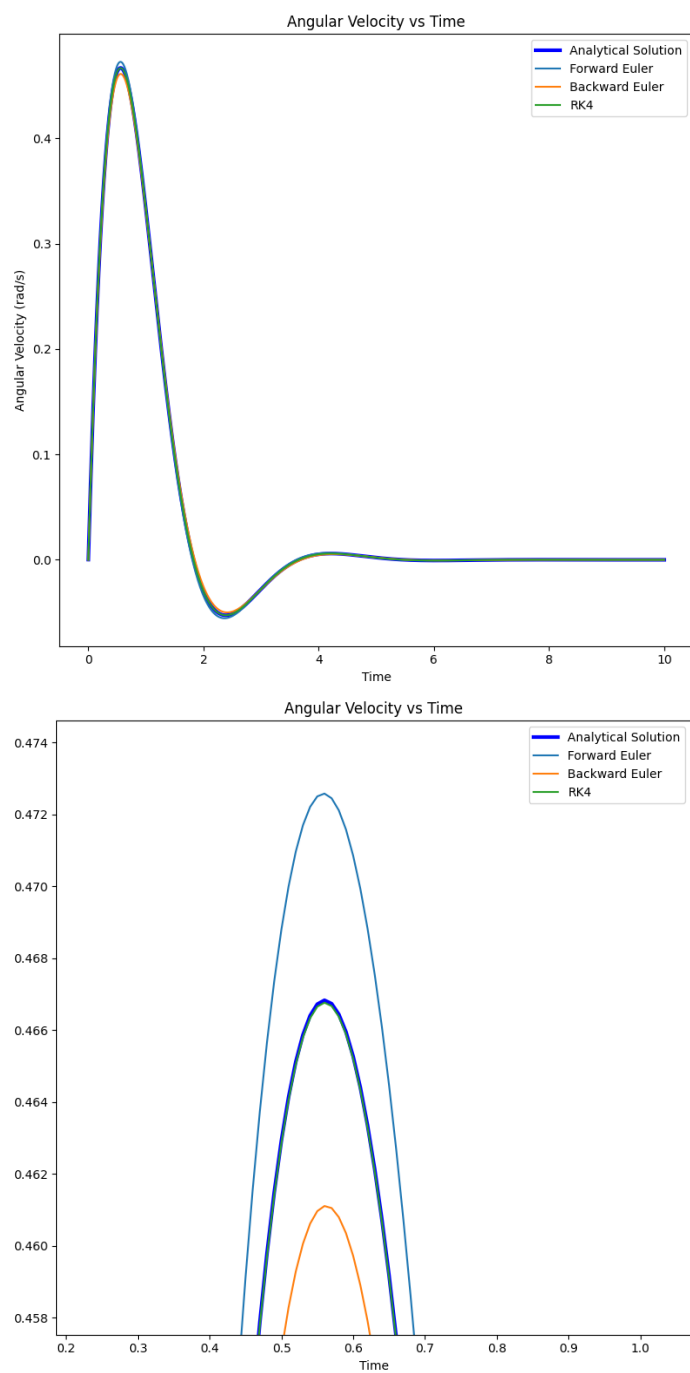 Angular Velocity vs Time
Analytical Solution
Forward Euler
Backward Euler
RK4
Angular Velocity (rad/s)
0.4
0.3
0.2
0.1
0.0
0 2 4 6 8 10
Time
Angular Velocity vs Time
Analytical Solution
Forward Euler
Backward Euler
RK4
0.474
0.472
0.470
0.468
0.466
0.464
0.462
0.460
0.458
0.2 0.3 0.4 0.5 0.6 0.7 0.8 0.9 1.0
Time